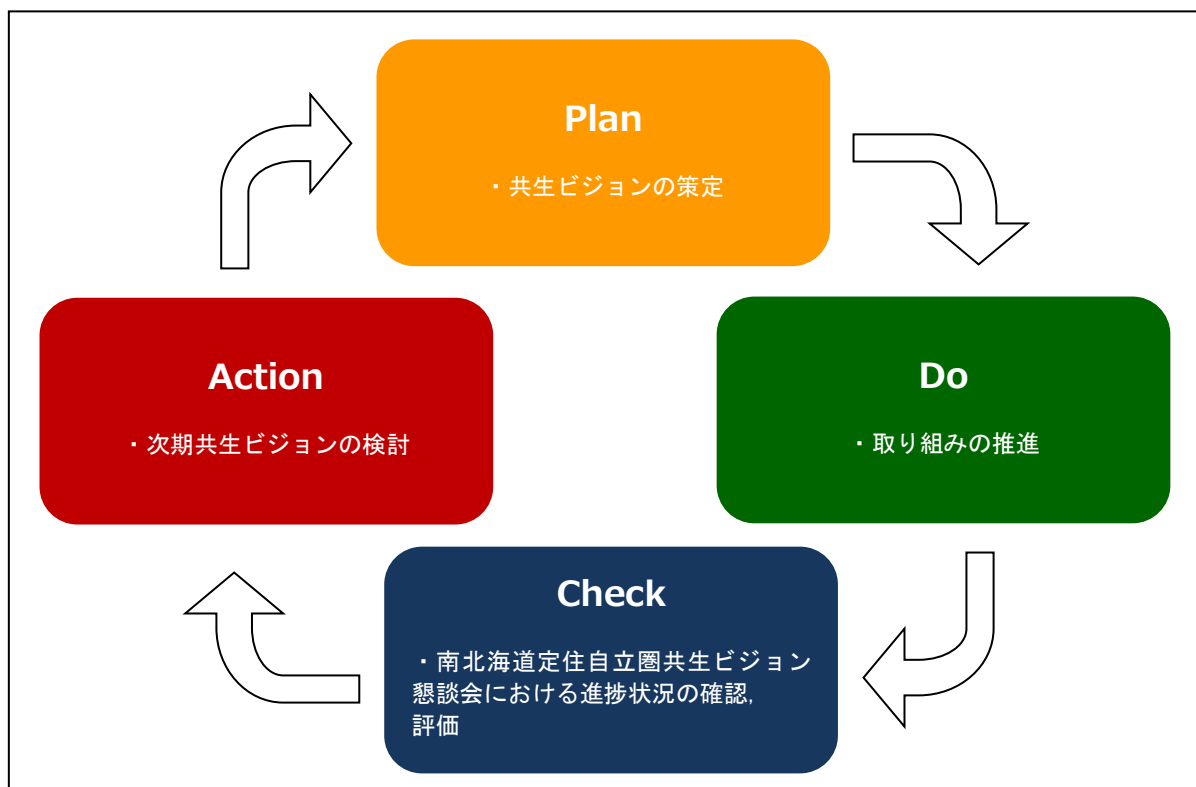 Plan
・共生ビジョンの策定
Do
・取り組みの推進
Check
・南北海道定住自立圏共生ビジョン
懇談会における進捗状況の確認,
評価
Action
・次期共生ビジョンの検討